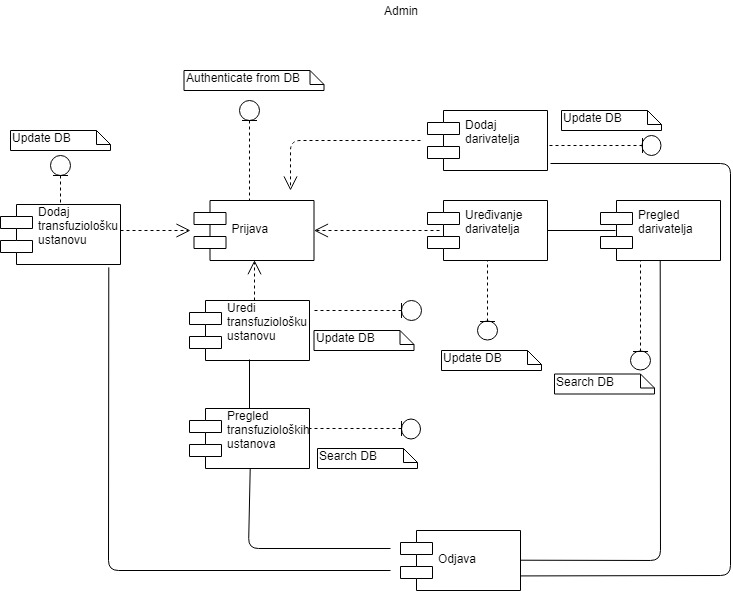 Admin
Authenticate from DB
Update DB
Update DB
Dodaj
darivatelja
Dodaj
transfuziološku
ustanovu
Prijava
Uređivanje
darivatelja
Pregled
darivatelja
Uredi
transfuziološku
ustanovu
Update DB
Update DB
Search DB
Pregled
transfuzioloških
ustanova
Search DB
Odjava